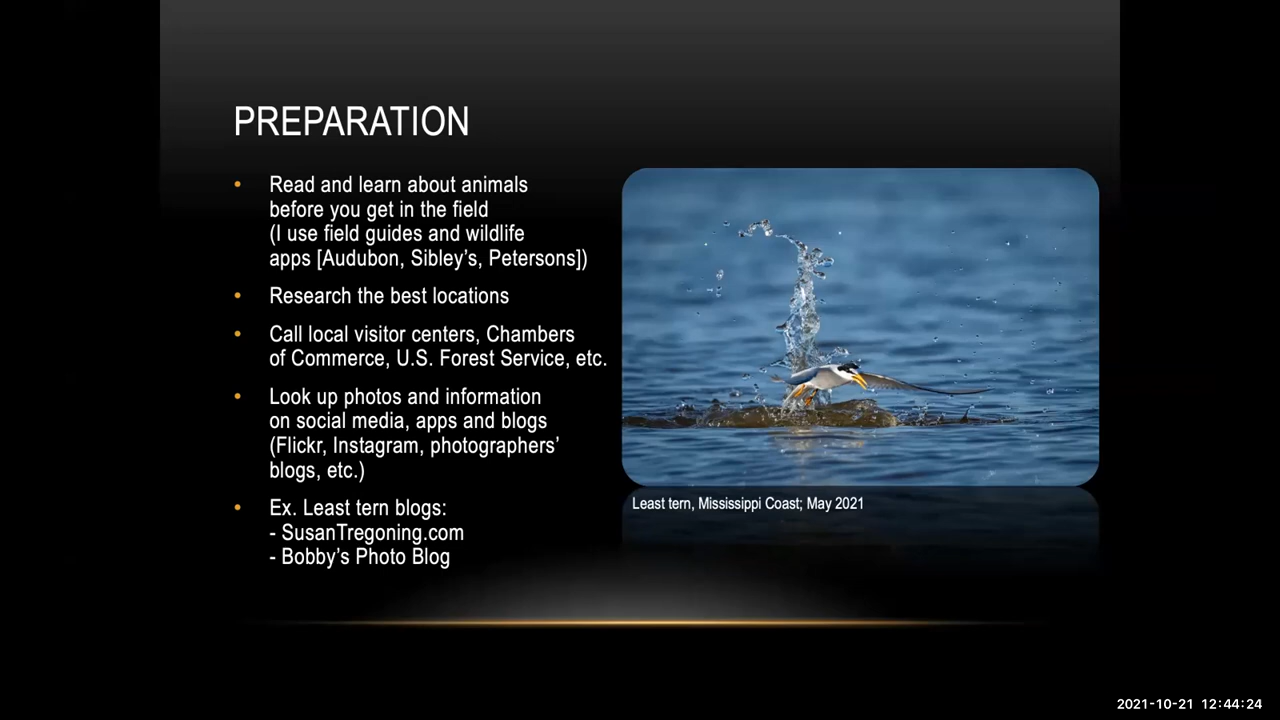 PREPARATION
• Read and learn about animals
before you get in the field
(I use field guides and wildlife
apps [Audubon, Sibley’s, Petersons])
• Research the best locations
• Call local visitor centers, Chambers
of Commerce, U.S. Forest Service, etc.
• Look up photos and information
on social media, apps and blogs
(Flickr, Instagram, photographers’
blogs, etc.)
• Ex. Least tern blogs:
- SusanTregoning.com
- Bobby’s Photo Blog
Least tern, Mississippi Coast; May 2021
2021-10-21 12:44:24